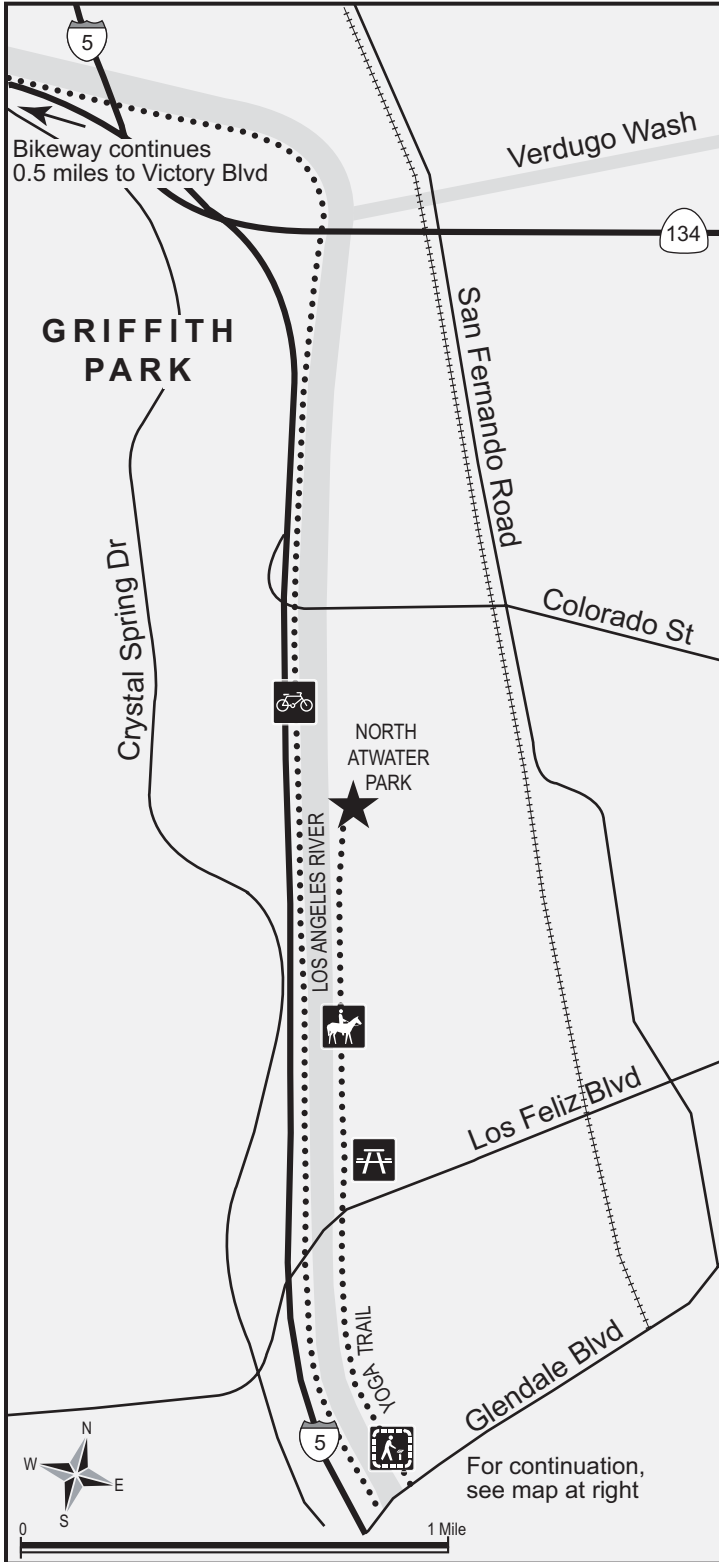 5
Bikeway continues
0.5 miles to Victory Blvd
Verdugo Wash
134
GRIFFITH
PARK
San Fernando Road
Crystal Spring Dr
Colorado St
NORTH
ATWATER
PARK
LOS ANGELES RIVER
Los Feliz Blvd
YOGA TRAIL
Glendale Blvd
5
For continuation,
see map at right
N
W
E
S
0
1 Mile